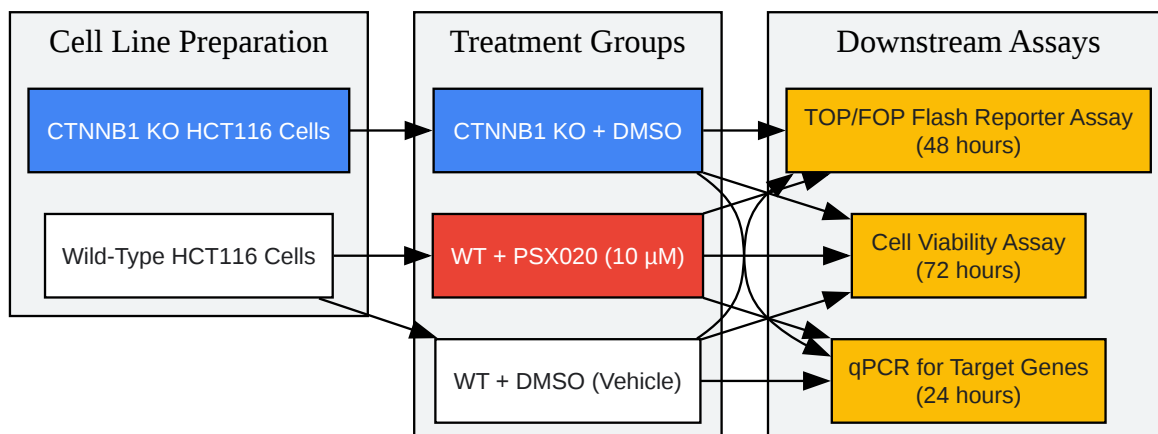 Cell Line Preparation
CTNNB1 KO HCT116 Cells
Wild-Type HCT116 Cells
Treatment Groups
CTNNB1 KO + DMSO
WT + PSX020 (10 µM)
WT + DMSO (Vehicle)
Downstream Assays
TOP/FOP Flash Reporter Assay
(48 hours)
Cell Viability Assay
(72 hours)
qPCR for Target Genes
(24 hours)